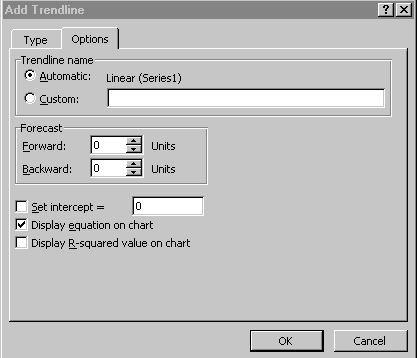 Add Trendline
Type Options
Trendline name
Automatic: Linear (Series1)
Custom:
Forecast
Forward: 0 Units
Backward: 0 Units
Set intercept = 0
Display equation on chart
Display R-squared value on chart
OK Cancel